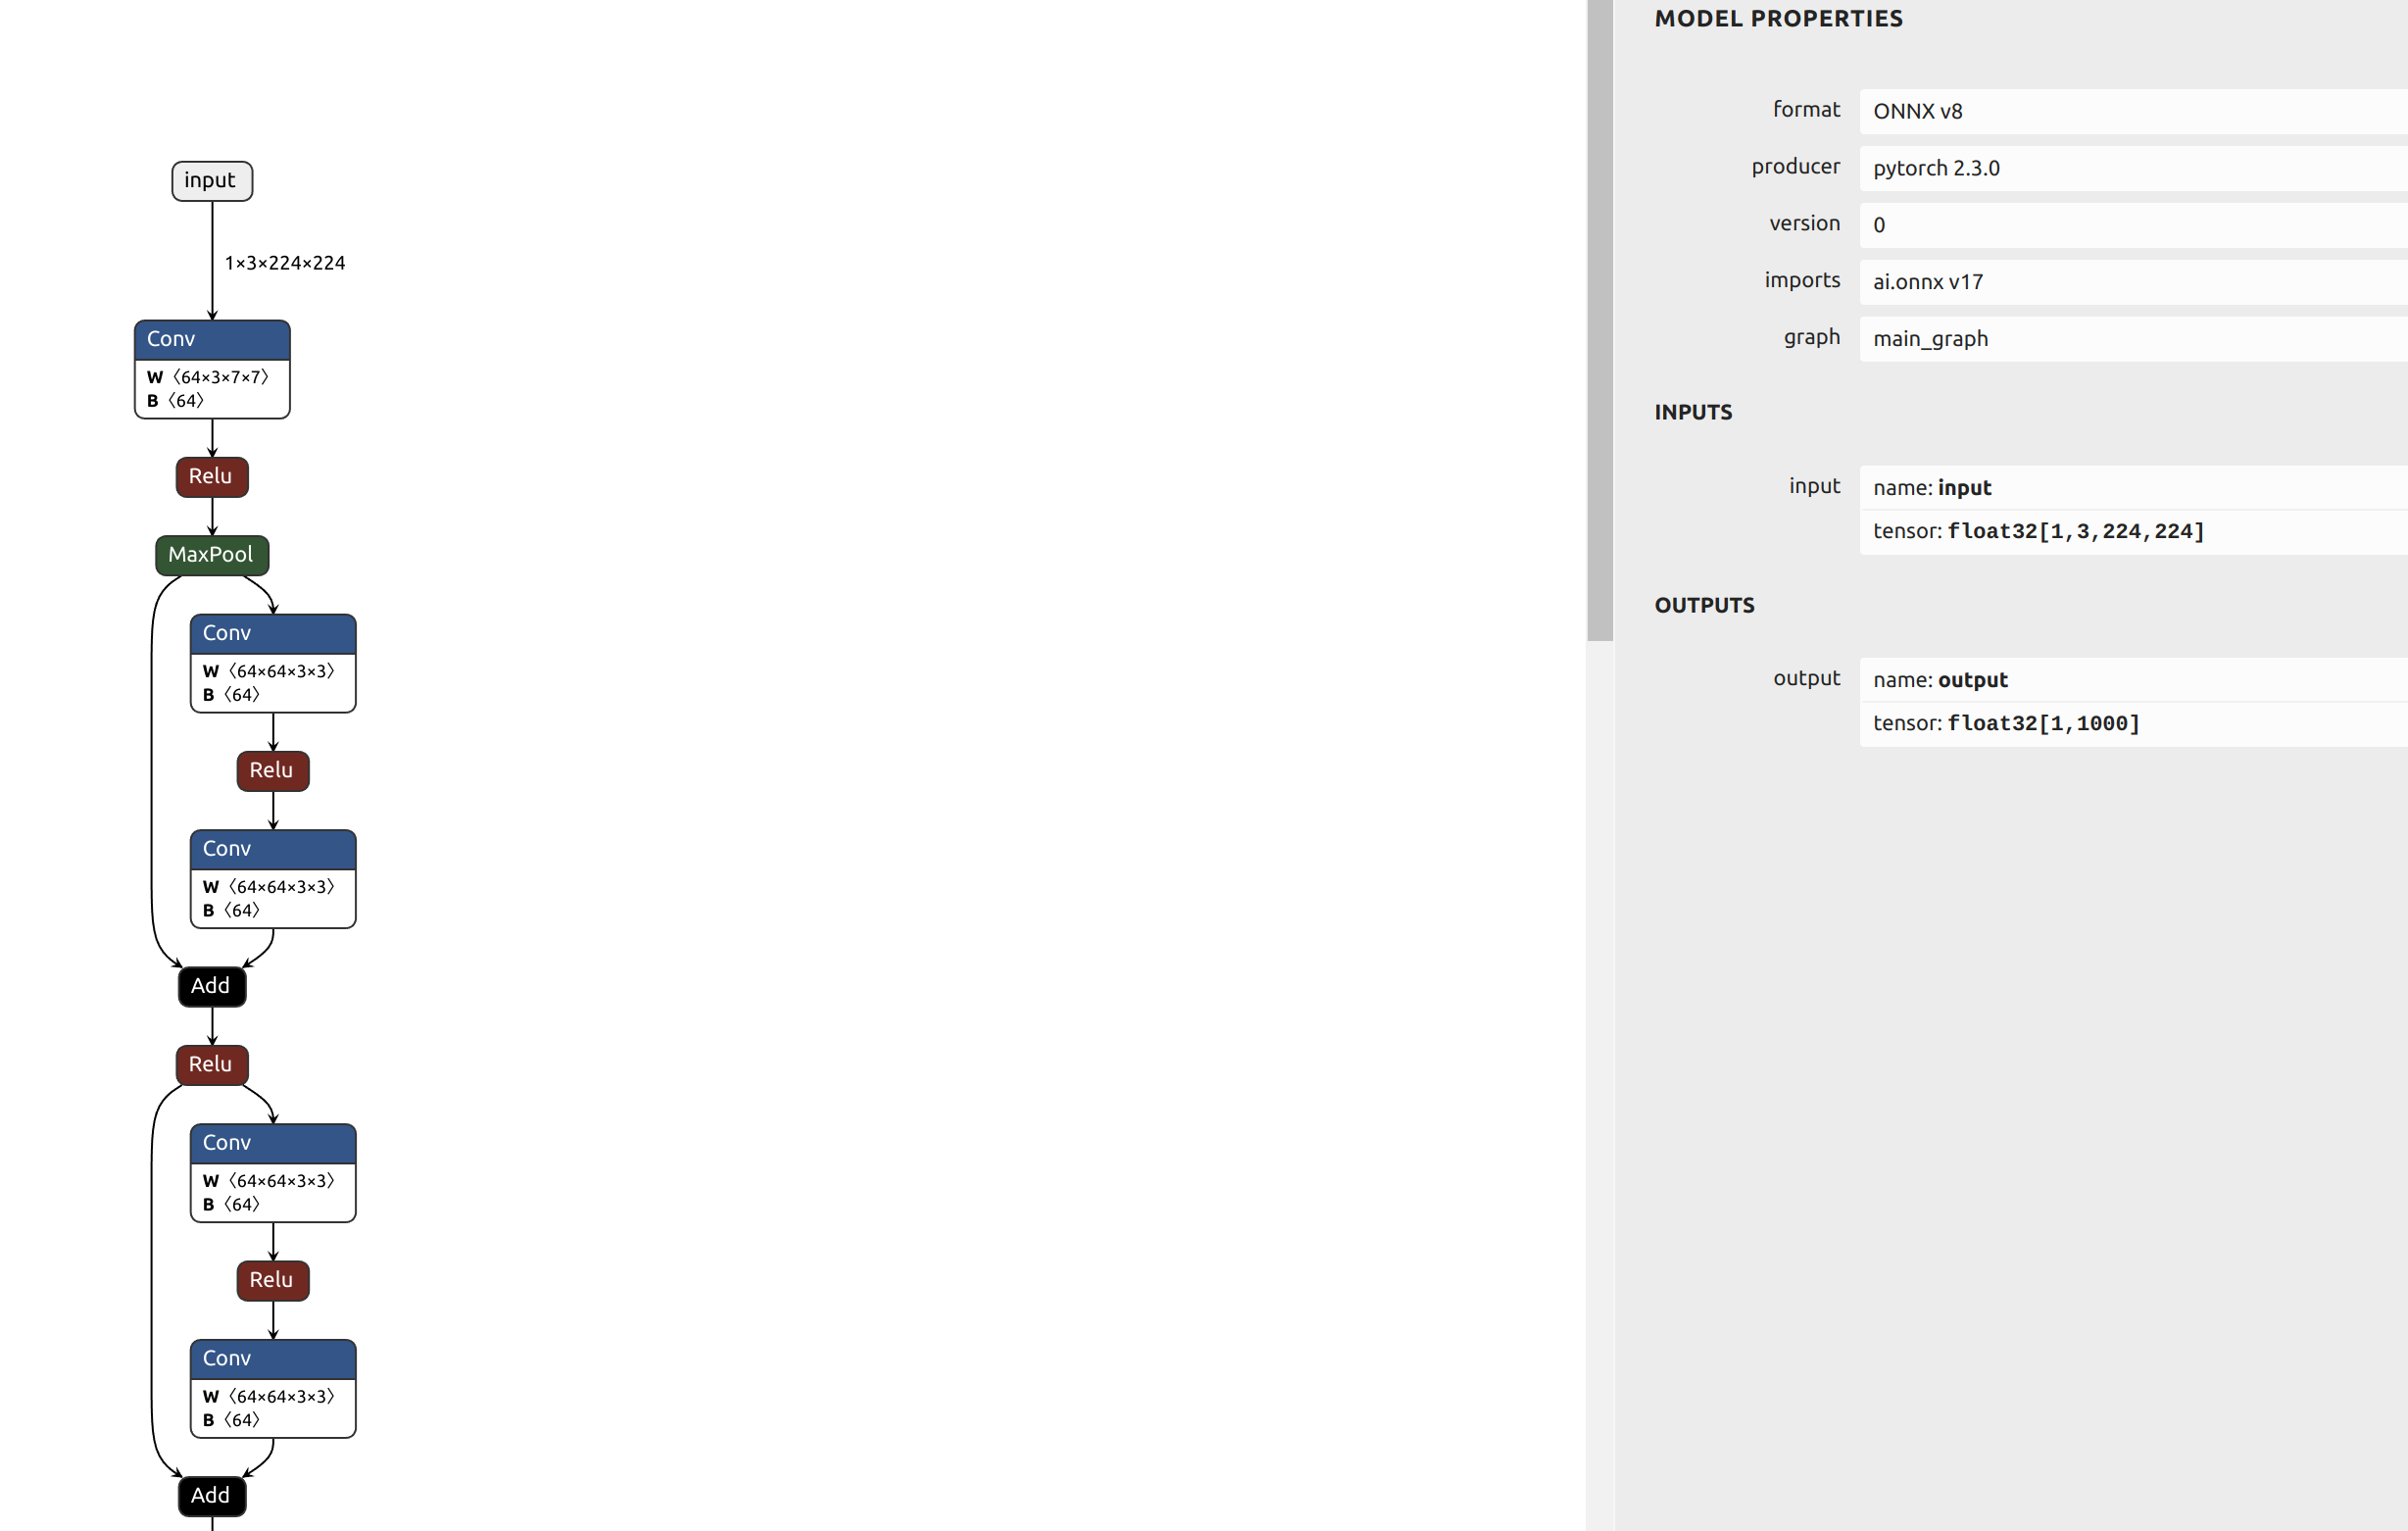 input
1×3×224×224
Conv
W 〈64×3×7×7〉
B 〈64〉
Relu
MaxPool
Conv
W 〈64×64×3×3〉
B 〈64〉
Relu
Conv
W 〈64×64×3×3〉
B 〈64〉
Add
Relu
Conv
W 〈64×64×3×3〉
B 〈64〉
Relu
Conv
W 〈64×64×3×3〉
B 〈64〉
Add
MODEL PROPERTIES
format ONNX v8
producer pytorch 2.3.0
version 0
imports ai.onnx v17
graph main_graph
INPUTS
input name: input
tensor: float32[1,3,224,224]
OUTPUTS
output name: output
tensor: float32[1,1000]